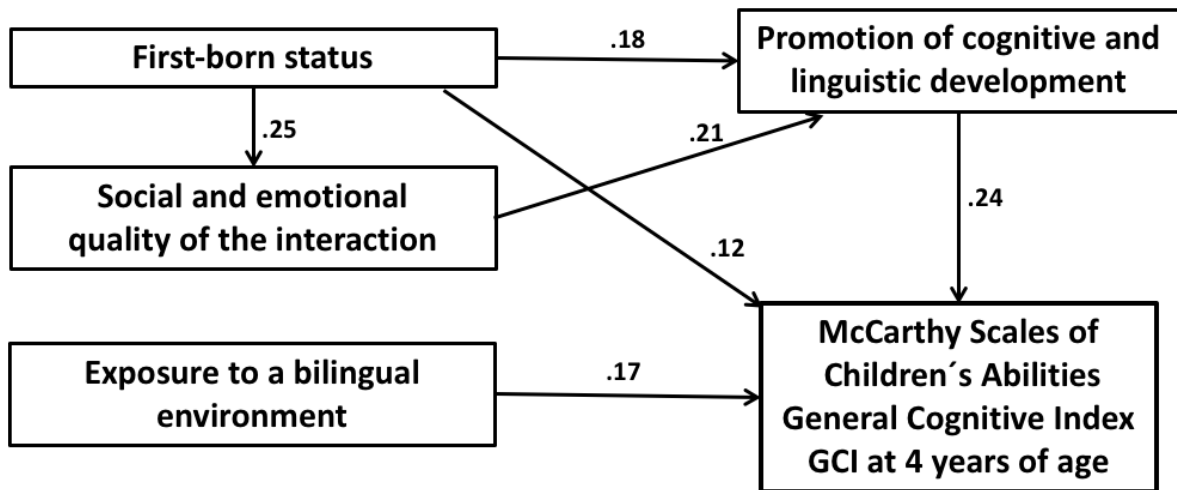 First-born status
.18
Promotion of cognitive and
linguistic development
.25
.21
Social and emotional
quality of the interaction
.24
.12
Exposure to a bilingual
environment
.17
McCarthy Scales of
Children´s Abilities
General Cognitive Index
GCI at 4 years of age